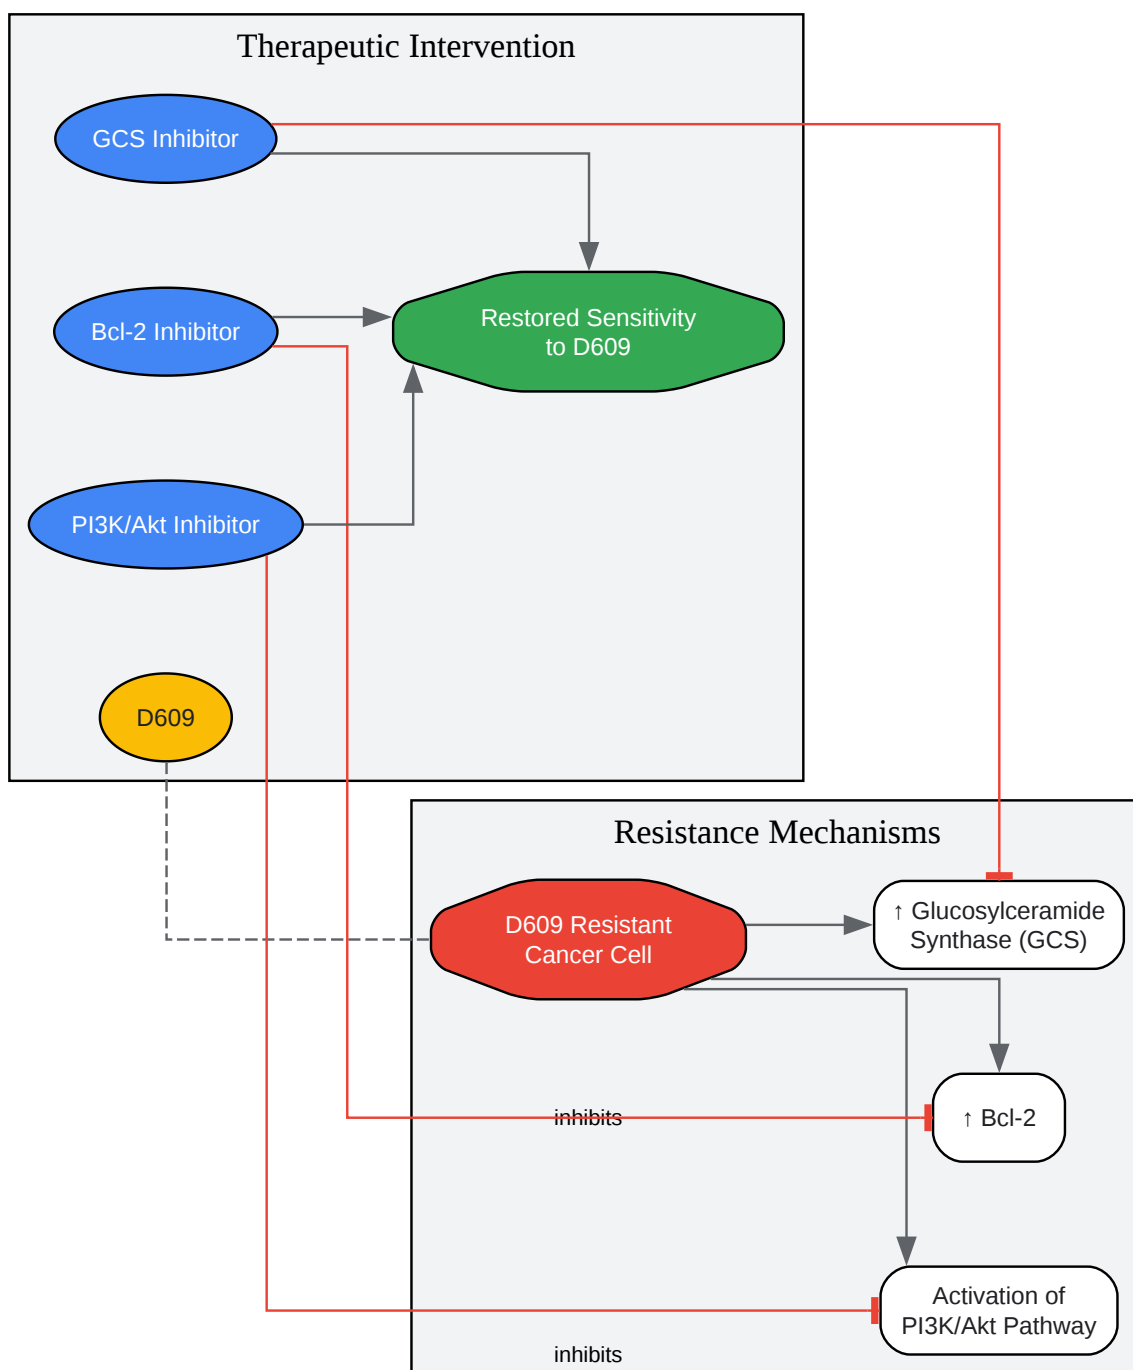 Therapeutic Intervention
GCS Inhibitor
Bcl-2 Inhibitor
Restored Sensitivity
to D609
PI3K/Akt Inhibitor
D609
Resistance Mechanisms
D609 Resistant
Cancer Cell
↑ Glucosylceramide
Synthase (GCS)
inhibits
↑ Bcl-2
Activation of
PI3K/Akt Pathway
inhibits